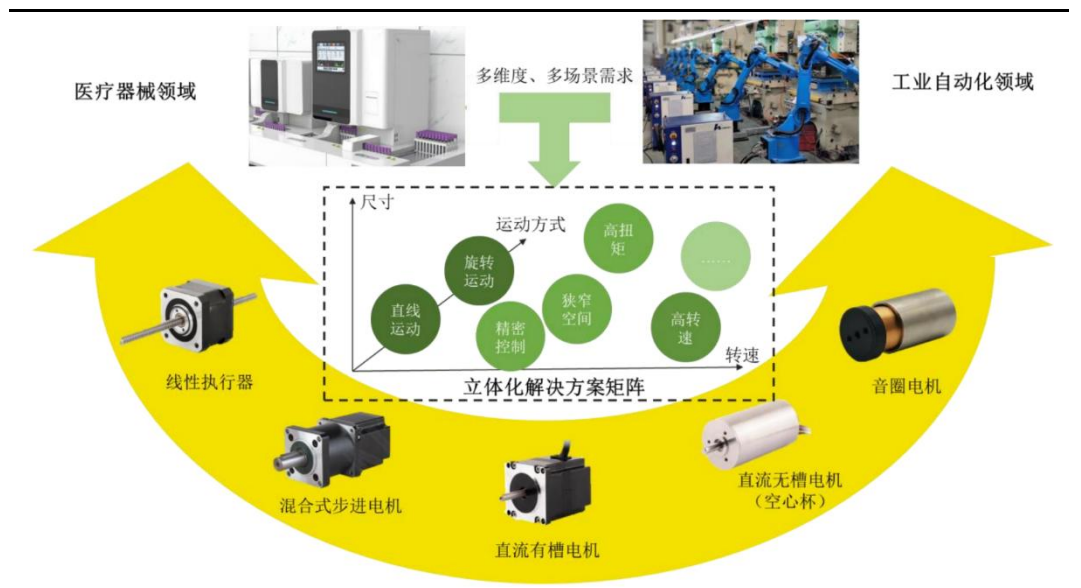 医疗器械领域
多维度、多场景需求
工业自动化领域
尺寸
运动方式
高扭
矩
……
旋转
运动
直线
运动
狭窄
空间
精密
控制
高转
速
转速
立体化解决方案矩阵
线性执行器
音圈电机
混合式步进电机
直流无槽电机
（空心杯）
直流有槽电机